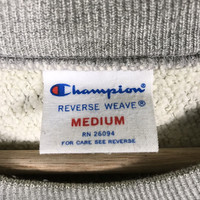 Champion
REVERSE WEAVE®
MEDIUM
RN 26094
FOR CARE SEE REVERSE